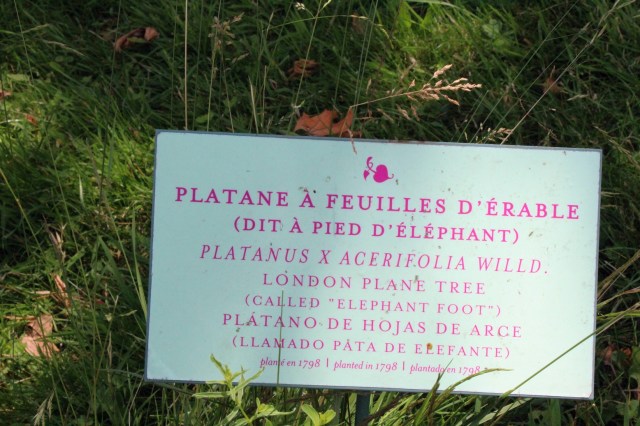 PLATANE À FEUILLES D'ÉRABLE
(DIT À PIED D'ÉLÉPHANT)
PLATANUS X ACERIFOLIA WILLD.
LONDON PLANE TREE
(CALLED "ELEPHANT FOOT")
PLÁTANO DE HOJAS DE ARCE
(LLAMADO PÂTA DE ELEFANTE)
planté en 1798 | planted in 1798 | plantado en 1798